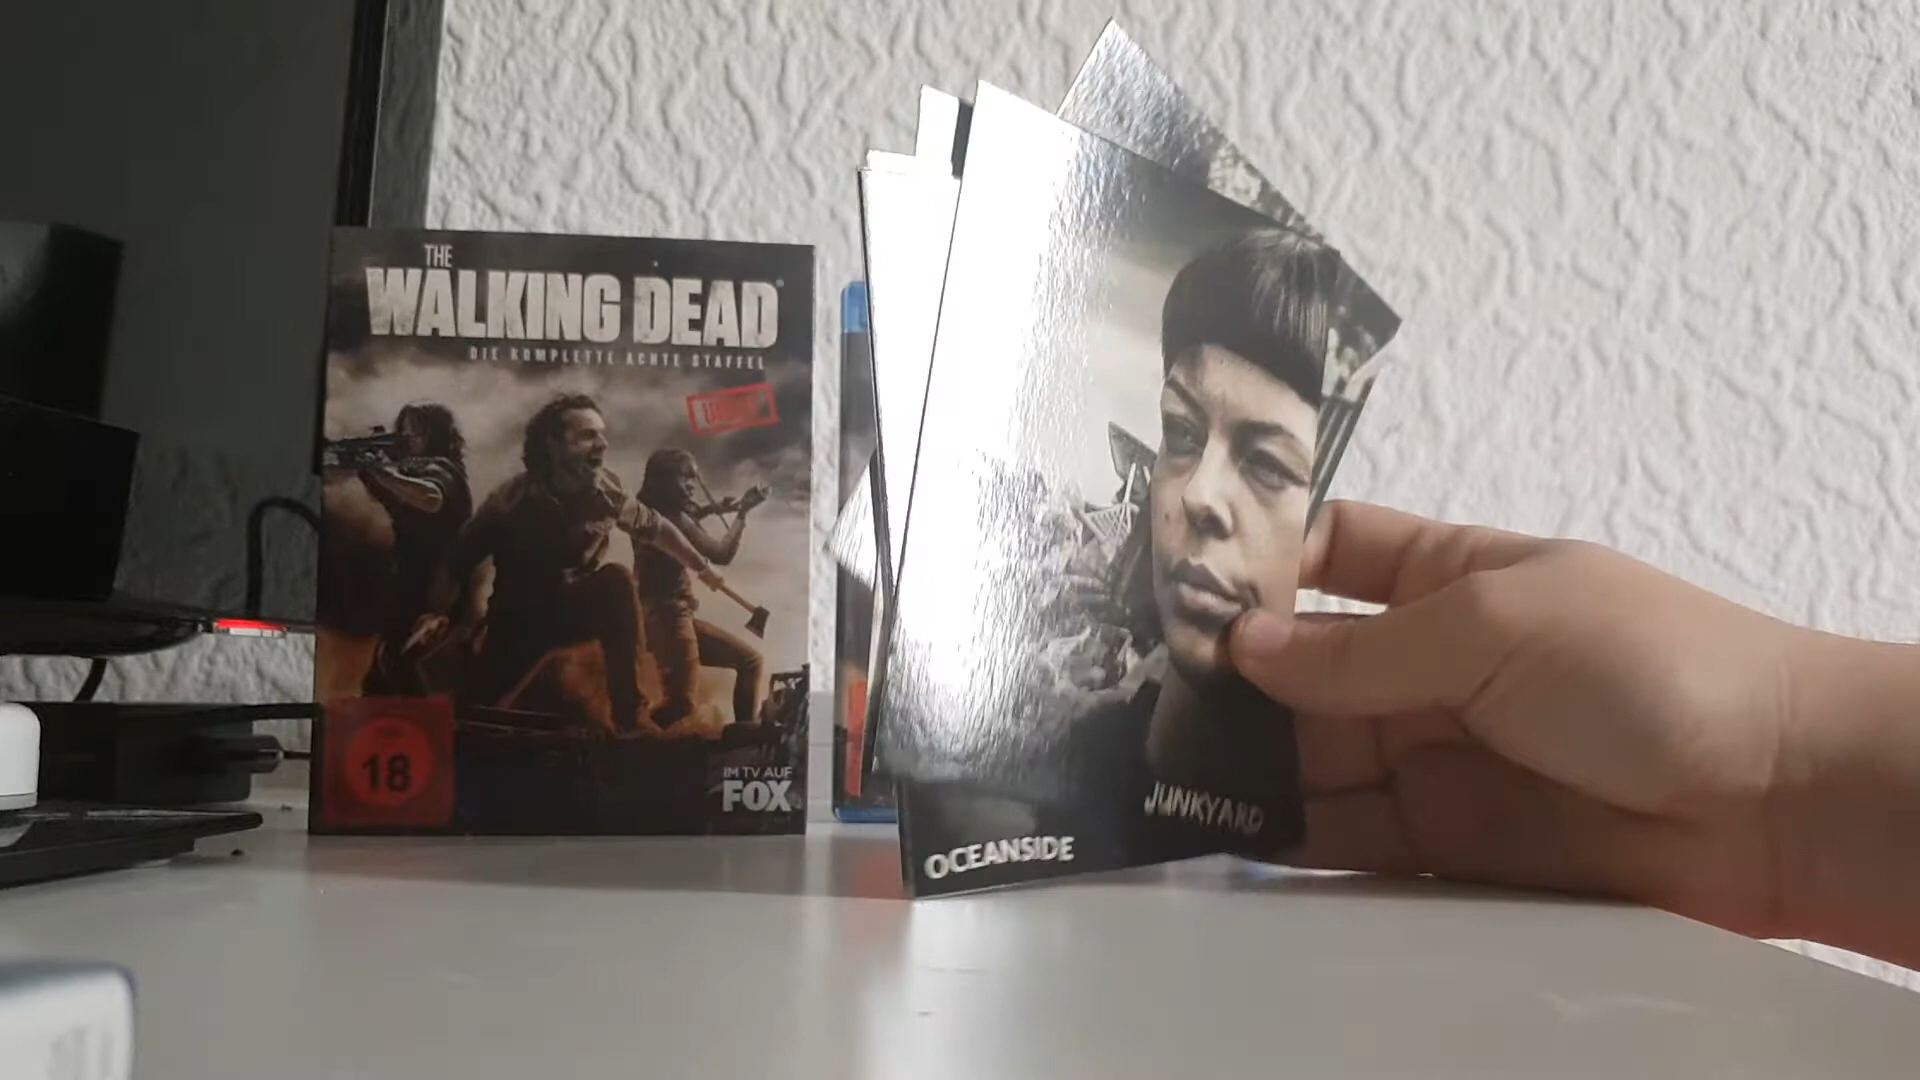 THE
WALKING DEAD
DIE KOMPLETTE ACHTE STAFFEL
18
IM TV AUF
FOX
JUNKYARD
OCEANSIDE